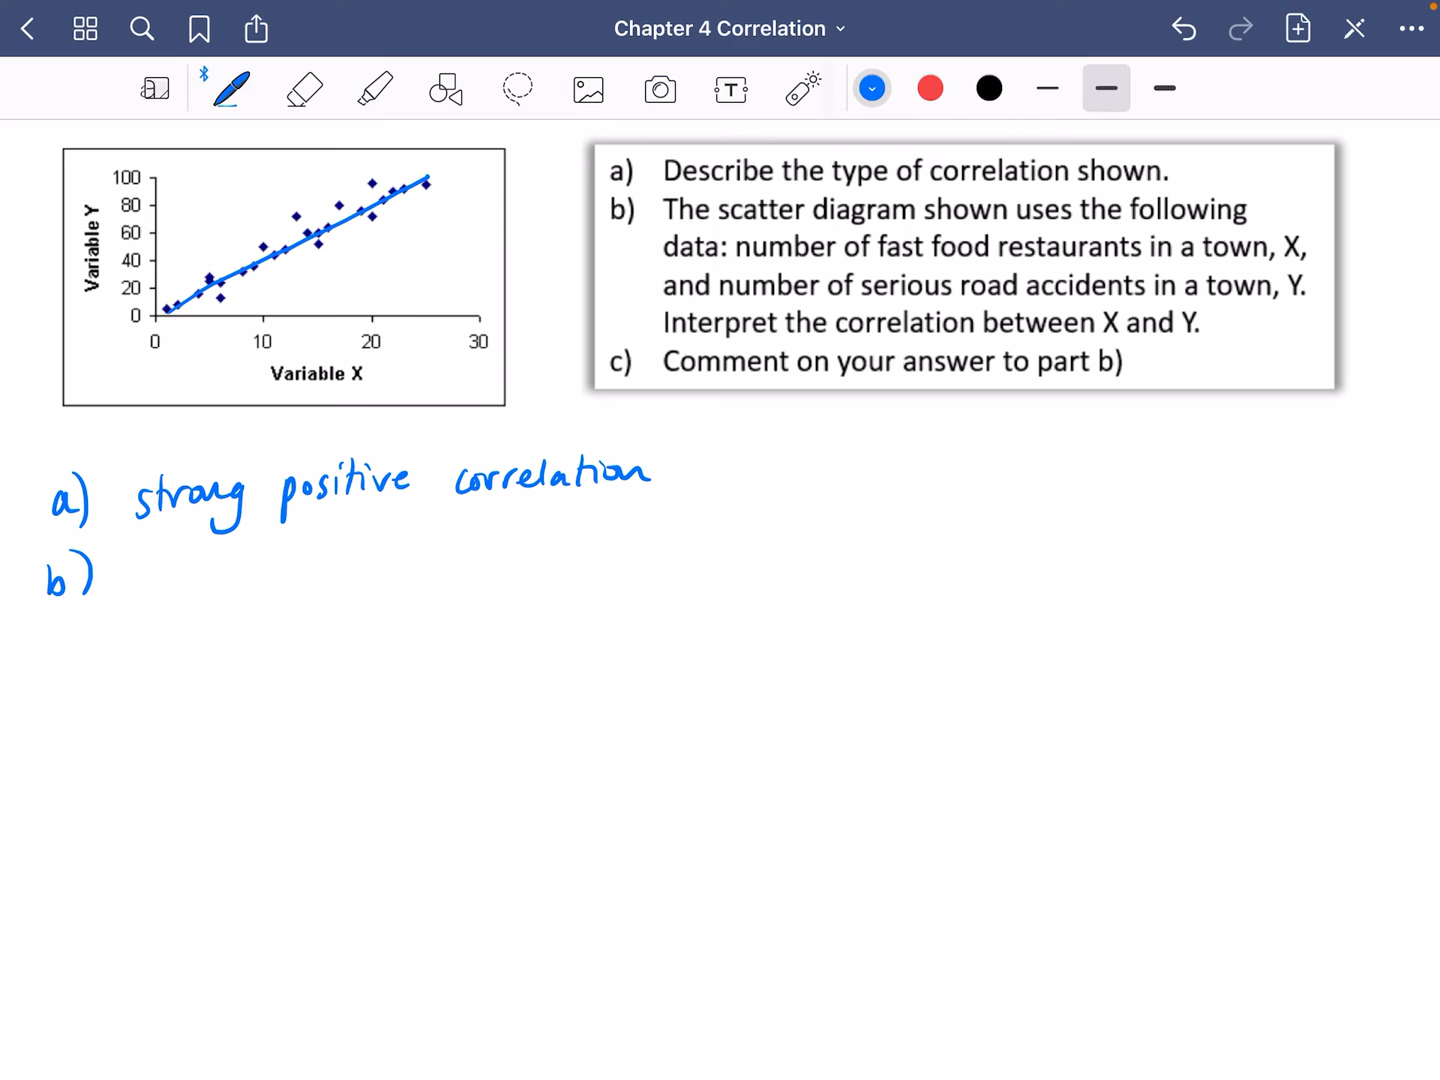 Chapter 4 Correlation
T
100
80
60
40
20
0
Variable Y
0 10 20 30
Variable X
a) Describe the type of correlation shown.
b) The scatter diagram shown uses the following
data: number of fast food restaurants in a town, X,
and number of serious road accidents in a town, Y.
Interpret the correlation between X and Y.
c) Comment on your answer to part b)
a) strong positive correlation
b)